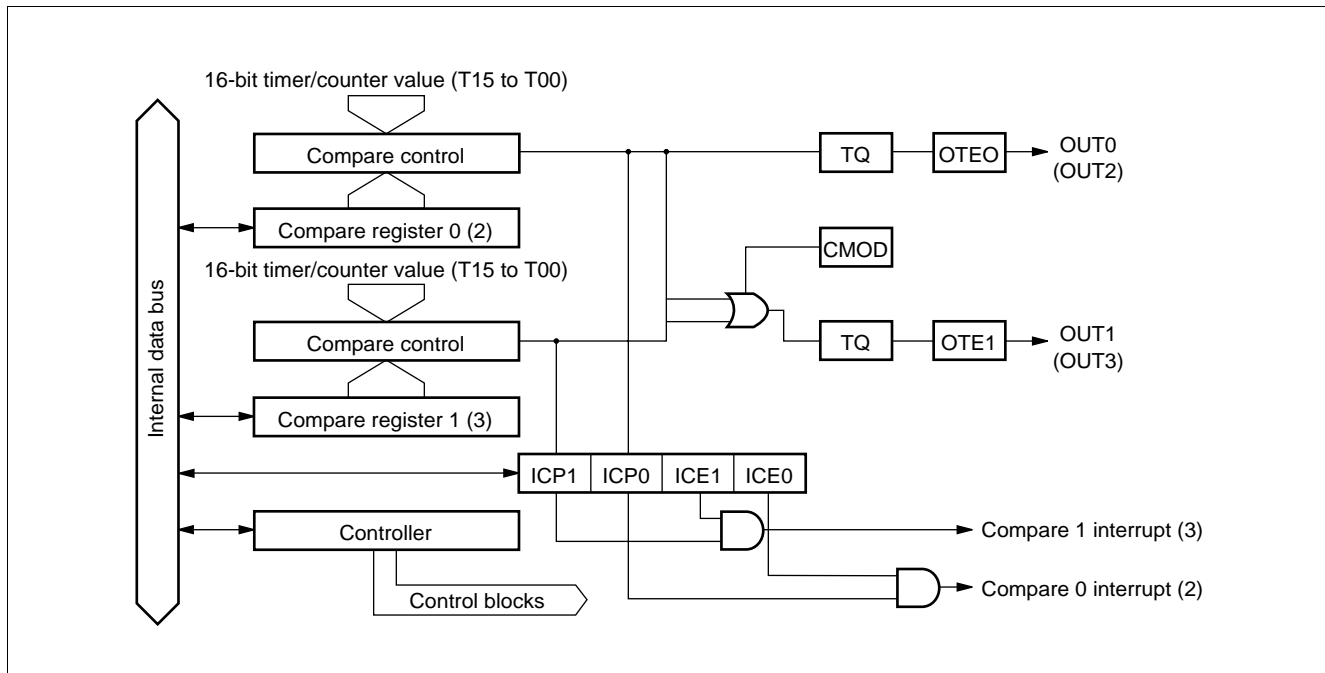 16-bit timer/counter value (T15 to T00)
Compare control
TQ
OTEO
OUT0
(OUT2)
Compare register 0 (2)
CMOD
16-bit timer/counter value (T15 to T00)
Internal data bus
Compare control
TQ
OTE1
OUT1
(OUT3)
Compare register 1 (3)
ICP1 ICP0 ICE1 ICE0
Controller
Compare 1 interrupt (3)
Control blocks
Compare 0 interrupt (2)